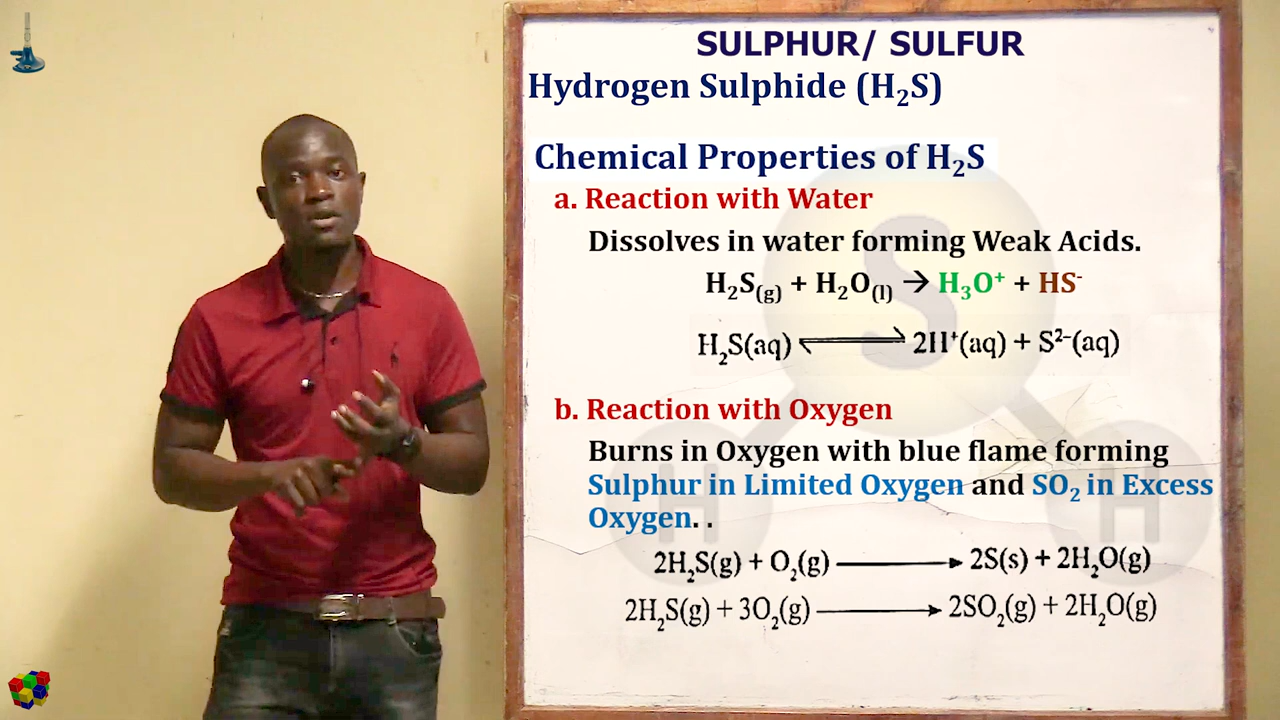 SULPHUR/ SULFUR
Hydrogen Sulphide (H₂S)
Chemical Properties of H₂S
a. Reaction with Water
Dissolves in water forming Weak Acids.
H₂S(g) + H₂O(l) → H₃O⁺ + HS⁻
H₂S(aq) ⇌ 2H⁺(aq) + S²⁻(aq)
b. Reaction with Oxygen
Burns in Oxygen with blue flame forming
Sulphur in Limited Oxygen and SO₂ in Excess
Oxygen. .
2H₂S(g) + O₂(g) → 2S(s) + 2H₂O(g)
2H₂S(g) + 3O₂(g) → 2SO₂(g) + 2H₂O(g)
S
H
H